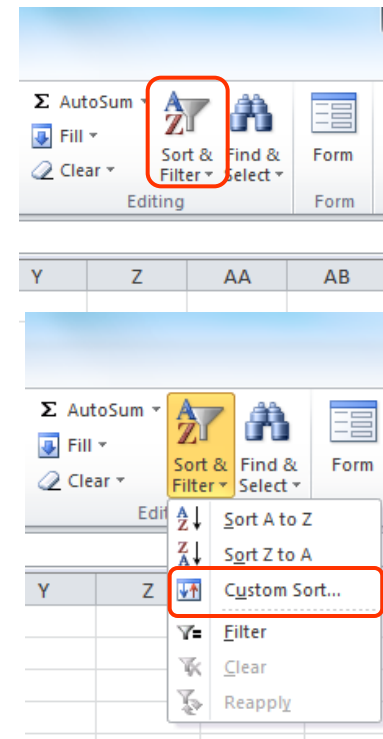 Σ AutoSum
Fill
Clear
Sort &
Filter
Find &
Select
Form
Editing
Form
Y Z AA AB
Σ AutoSum
Fill
Clear
Sort &
Filter
Find &
Select
Form
Edit
Sort A to Z
Sort Z to A
Custom Sort...
Filter
Clear
Reapply
Y Z